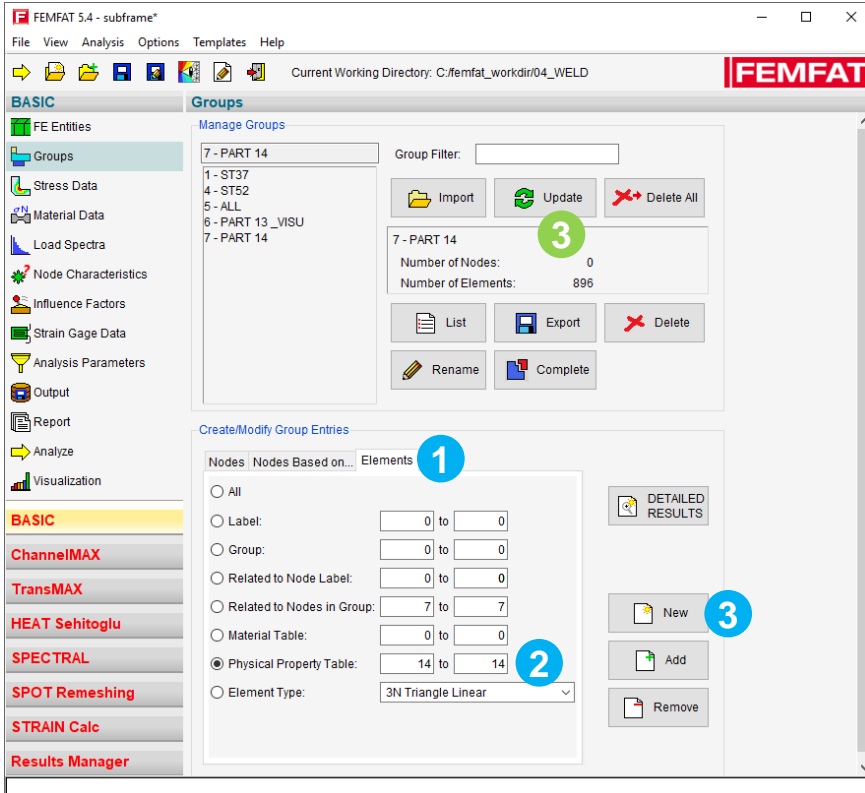 FEMFAT 5.4 - subframe*
File View Analysis Options Templates Help
Current Working Directory: C:/femfat_workdir/04_WELD
FEMFAT
BASIC
FE Entities
Groups
Stress Data
Material Data
Load Spectra
Node Characteristics
Influence Factors
Strain Gage Data
Analysis Parameters
Output
Report
Analyze
Visualization
BASIC
ChannelMAX
TransMAX
HEAT Sehitoglu
SPECTRAL
SPOT Remeshing
STRAIN Calc
Results Manager
Groups
Manage Groups
7 - PART 14
1 - ST37
4 - ST52
5 - ALL
6 - PART 13 _VISU
7 - PART 14
Group Filter:
Import Update Delete All
3
7 - PART 14
Number of Nodes: 0
Number of Elements: 896
List Export Delete
Rename Complete
Create/Modify Group Entries
Nodes Nodes Based on... Elements 1
All
Label: 0 to 0
Group: 0 to 0
Related to Node Label: 0 to 0
Related to Nodes in Group: 7 to 7
Material Table: 0 to 0
Physical Property Table: 14 to 14 2
Element Type: 3N Triangle Linear
DETAILED
RESULTS
New 3
Add
Remove